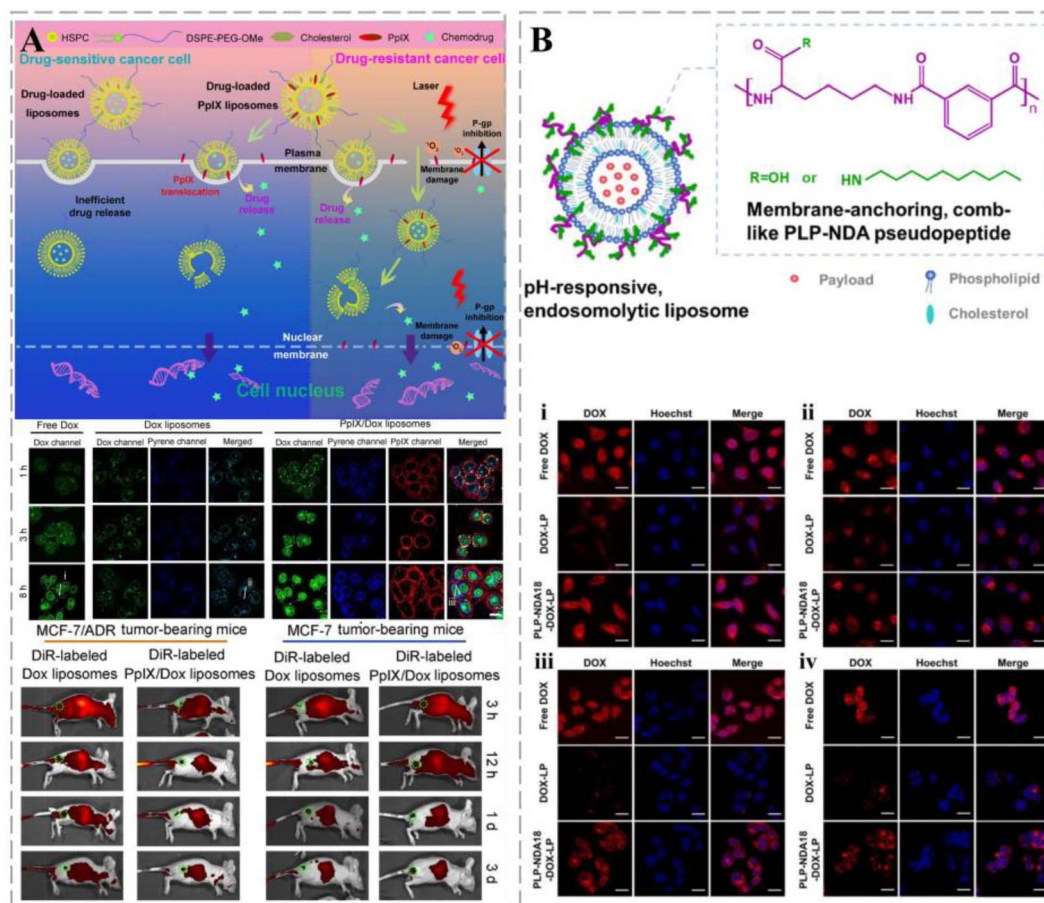 A
HSPC
DSPE-PEG-OMe
Cholesterol
PpIX
Chemodrug
Drug-sensitive cancer cell
Drug-resistant cancer cell
Drug-loaded
liposomes
Drug-loaded
PpIX liposomes
Laser
P-gp
inhibition
Plasma
membrane
¹O₂
¹O₂
Membrane
damage
PpIX
translocation
Drug
release
Drug
release
Inefficient
drug release
P-gp
inhibition
Membrane
damage
Nuclear
membrane
Cell nucleus
Free Dox
Dox liposomes
PpIX/Dox liposomes
Dox channel
Dox channel
Pyrene channel
Merged
Dox channel
Pyrene channel
PpIX channel
Merged
1 h
3 h
8 h
i
ii
iii
MCF-7/ADR tumor-bearing mice
MCF-7 tumor-bearing mice
DiR-labeled
Dox liposomes
DiR-labeled
PpIX/Dox liposomes
DiR-labeled
Dox liposomes
DiR-labeled
PpIX/Dox liposomes
3 h
12 h
1 d
3 d
B
O
R
NH
NH
O
O
n
R=OH or HN
Membrane-anchoring, comb-
like PLP-NDA pseudopeptide
pH-responsive,
endosomolytic liposome
Payload
Phospholipid
Cholesterol
i
DOX
Hoechst
Merge
Free DOX
DOX-LP
PLP-NDA18
-DOX-LP
ii
DOX
Hoechst
Merge
Free DOX
DOX-LP
PLP-NDA18
-DOX-LP
iii
DOX
Hoechst
Merge
Free DOX
DOX-LP
PLP-NDA18
-DOX-LP
iv
DOX
Hoechst
Merge
Free DOX
DOX-LP
PLP-NDA18
-DOX-LP